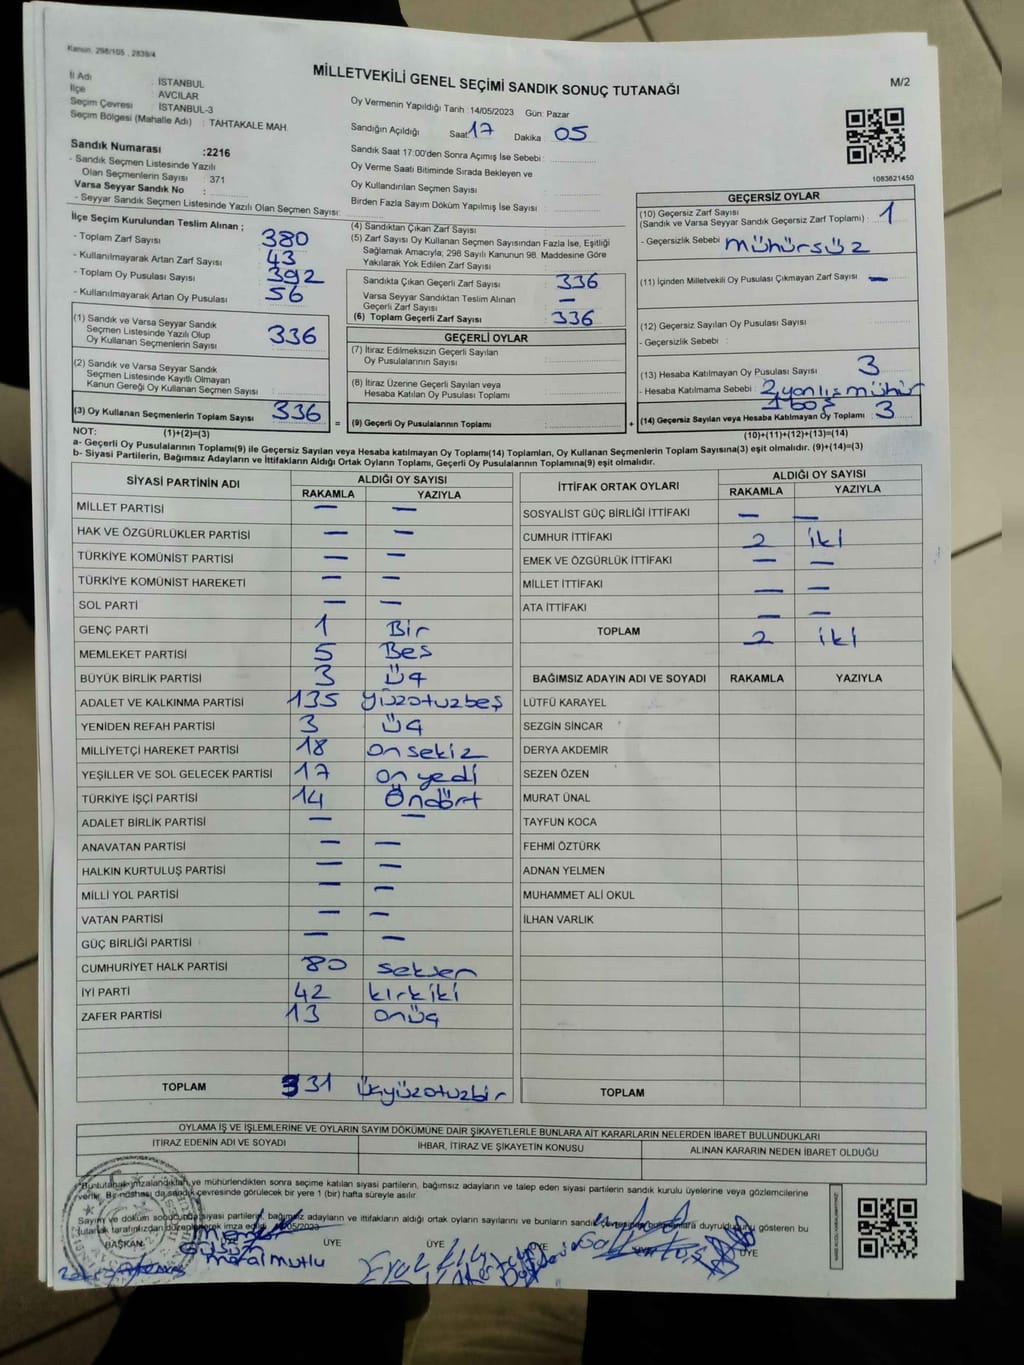 Kanun, 298/105 , 2839/4
MİLLETVEKİLİ GENEL SEÇİMİ SANDIK SONUÇ TUTANAĞI
M/2
İl Adı : İSTANBUL
İlçe : AVCILAR
Seçim Çevresi : İSTANBUL-3
Seçim Bölgesi (Mahalle Adı) : TAHTAKALE MAH.
Sandık Numarası :2216
- Sandık Seçmen Listesinde Yazılı
Olan Seçmenlerin Sayısı : 371
Varsa Seyyar Sandık No :
- Seyyar Sandık Seçmen Listesinde Yazılı Olan Seçmen Sayısı:
Oy Vermenin Yapıldığı Tarih :14/05/2023 Gün: Pazar
Sandığın Açıldığı Saat 17 Dakika 05
Sandık Saat 17:00'den Sonra Açımış İse Sebebi :
Oy Verme Saati Bitiminde Sırada Bekleyen ve
Oy Kullandırılan Seçmen Sayısı :
Birden Fazla Sayım Döküm Yapılmış İse Sayısı :
1083621450
İlçe Seçim Kurulundan Teslim Alınan ;
- Toplam Zarf Sayısı 380
- Kullanılmayarak Artan Zarf Sayısı 43
- Toplam Oy Pusulası Sayısı 392
- Kullanılmayarak Artan Oy Pusulası 56
(1) Sandık ve Varsa Seyyar Sandık
Seçmen Listesinde Yazılı Olup
Oy Kullanan Seçmenlerin Sayısı 336
(2) Sandık ve Varsa Seyyar Sandık
Seçmen Listesinde Kayıtlı Olmayan
Kanun Gereği Oy Kullanan Seçmen Sayısı :
(3) Oy Kullanan Seçmenlerin Toplam Sayısı 336 =
(4) Sandıktan Çıkan Zarf Sayısı :
(5) Zarf Sayısı Oy Kullanan Seçmen Sayısından Fazla İse, Eşitliği
Sağlamak Amacıyla; 298 Sayılı Kanunun 98. Maddesine Göre
Yakılarak Yok Edilen Zarf Sayısı :
Sandıkta Çıkan Geçerli Zarf Sayısı 336
Varsa Seyyar Sandıktan Teslim Alınan
Geçerli Zarf Sayısı : —
(6) Toplam Geçerli Zarf Sayısı 336
GEÇERLİ OYLAR
(7) İtiraz Edilmeksizin Geçerli Sayılan
Oy Pusulalarının Sayısı :
(8) İtiraz Üzerine Geçerli Sayılan veya
Hesaba Katılan Oy Pusulası Toplamı :
(9) Geçerli Oy Pusulalarının Toplamı : +
GEÇERSİZ OYLAR
(10) Geçersiz Zarf Sayısı
(Sandık ve Varsa Seyyar Sandık Geçersiz Zarf Toplamı) : 1
- Geçersizlik Sebebi : mühürsüz
(11) İçinden Milletvekili Oy Pusulası Çıkmayan Zarf Sayısı : —
(12) Geçersiz Sayılan Oy Pusulası Sayısı :
- Geçersizlik Sebebi :
(13) Hesaba Katılmayan Oy Pusulası Sayısı : 3
- Hesaba Katılmama Sebebi : 2 yanlış mühür
1 boş
(14) Geçersiz Sayılan veya Hesaba Katılmayan Oy Toplamı : 3
NOT: (1)+(2)=(3)
(10)+(11)+(12)+(13)=(14)
a- Geçerli Oy Pusulalarının Toplamı(9) ile Geçersiz Sayılan veya Hesaba katılmayan Oy Toplamı(14) Toplamları, Oy Kullanan Seçmenlerin Toplam Sayısına(3) eşit olmalıdır. (9)+(14)=(3)
b- Siyasi Partilerin, Bağımsız Adayların ve İttifakların Aldığı Ortak Oyların Toplamı, Geçerli Oy Pusulalarının Toplamına(9) eşit olmalıdır.
SİYASİ PARTİNİN ADI ALDIĞI OY SAYISI
RAKAMLA YAZIYLA
MİLLET PARTİSİ — —
HAK VE ÖZGÜRLÜKLER PARTİSİ — —
TÜRKİYE KOMÜNİST PARTİSİ — —
TÜRKİYE KOMÜNİST HAREKETİ — —
SOL PARTİ — —
GENÇ PARTİ 1 Bir
MEMLEKET PARTİSİ 5 Beş
BÜYÜK BİRLİK PARTİSİ 3 Üç
ADALET VE KALKINMA PARTİSİ 135 yüzotuzbeş
YENİDEN REFAH PARTİSİ 3 Üç
MİLLİYETÇİ HAREKET PARTİSİ 18 on sekiz
YEŞİLLER VE SOL GELECEK PARTİSİ 17 on yedi
TÜRKİYE İŞÇİ PARTİSİ 14 Öndört
ADALET BİRLİK PARTİSİ — —
ANAVATAN PARTİSİ — —
HALKIN KURTULUŞ PARTİSİ — —
MİLLİ YOL PARTİSİ — —
VATAN PARTİSİ — —
GÜÇ BİRLİĞİ PARTİSİ — —
CUMHURİYET HALK PARTİSİ 80 seksen
İYİ PARTİ 42 kırkiki
ZAFER PARTİSİ 13 onüç
TOPLAM 331 üçyüzotuzbir
İTTİFAK ORTAK OYLARI ALDIĞI OY SAYISI
RAKAMLA YAZIYLA
SOSYALİST GÜÇ BİRLİĞİ İTTİFAKI — —
CUMHUR İTTİFAKI 2 iki
EMEK VE ÖZGÜRLÜK İTTİFAKI — —
MİLLET İTTİFAKI — —
ATA İTTİFAKI — —
TOPLAM 2 iki
BAĞIMSIZ ADAYIN ADI VE SOYADI RAKAMLA YAZIYLA
LÜTFÜ KARAYEL
SEZGİN SİNCAR
DERYA AKDEMİR
SEZEN ÖZEN
MURAT ÜNAL
TAYFUN KOCA
FEHMİ ÖZTÜRK
ADNAN YELMEN
MUHAMMET ALİ OKUL
İLHAN VARLIK
TOPLAM
OYLAMA İŞ VE İŞLEMLERİNE VE OYLARIN SAYIM DÖKÜMÜNE DAİR ŞİKAYETLERLE BUNLARA AİT KARARLARIN NELERDEN İBARET BULUNDUKLARI
İTİRAZ EDENİN ADI VE SOYADI İHBAR, İTİRAZ VE ŞİKAYETİN KONUSU ALINAN KARARIN NEDEN İBARET OLDUĞU
ve mühürlendikten sonra seçime katılan siyasi partilerin, bağımsız adayların ve talep eden siyasi partilerin sandık kurulu üyelerine veya gözlemcilerine
verilir. Bir nüshası da sandık çevresinde görülecek bir yere 1 (bir) hafta süreyle asılır.
Sayım ve döküm sonucunda siyasi partilerin, bağımsız adayların ve ittifakların aldığı ortak oyların sayılarını ve bunların sandık
duyrulduğunu gösteren bu
BAŞKAN ÜYE ÜYE ÜYE ÜYE
meral mutlu